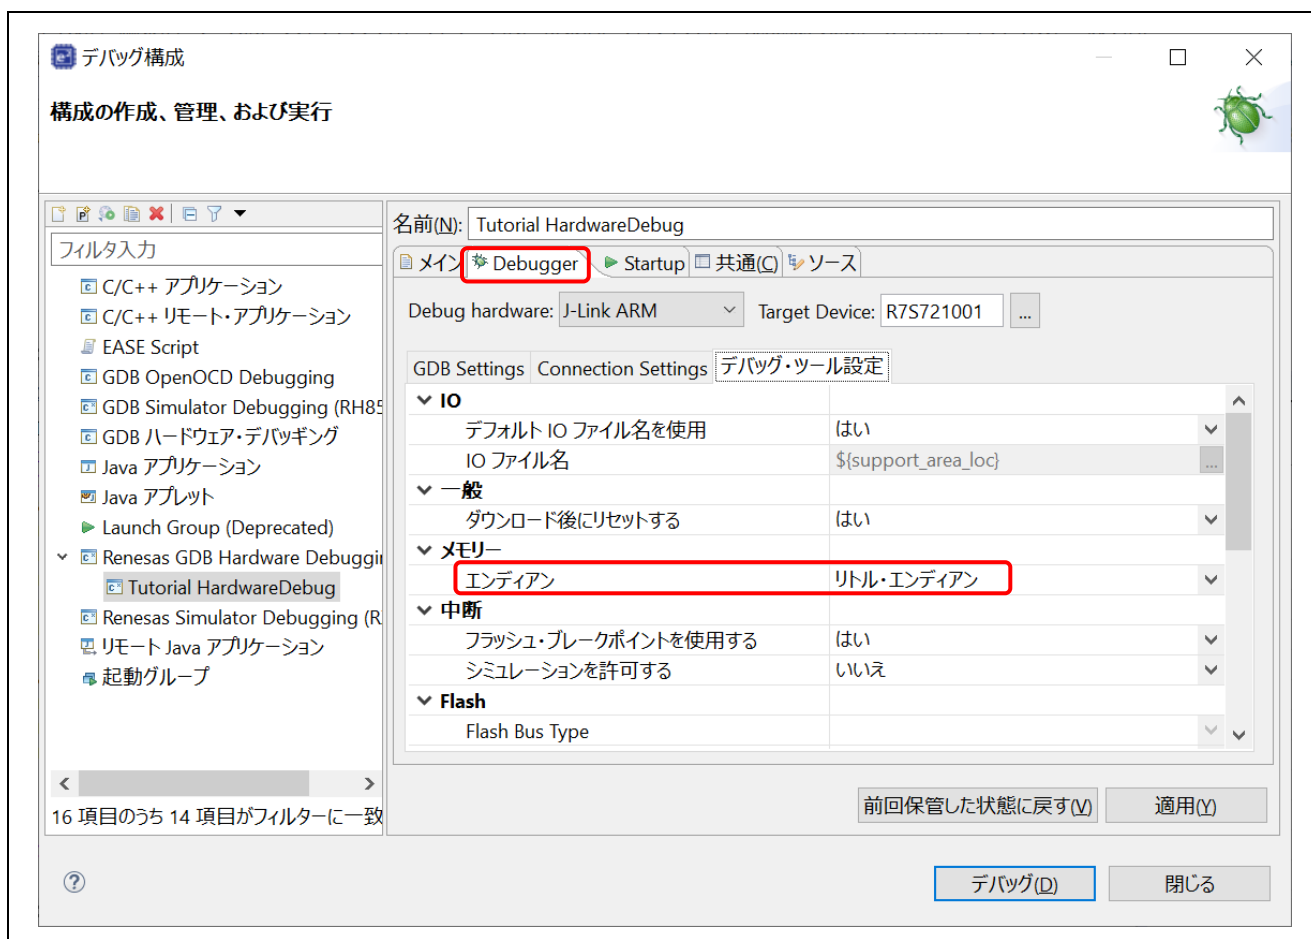 デバッグ構成
構成の作成、管理、および実行
フィルタ入力
C/C++ アプリケーション
C/C++ リモート・アプリケーション
EASE Script
GDB OpenOCD Debugging
GDB Simulator Debugging (RH85
GDB ハードウェア・デバッギング
Java アプリケーション
Java アプレット
Launch Group (Deprecated)
Renesas GDB Hardware Debuggi
Tutorial HardwareDebug
Renesas Simulator Debugging (R
リモート Java アプリケーション
起動グループ
16 項目のうち 14 項目がフィルターに一致
名前(N): Tutorial HardwareDebug
メイン Debugger Startup 共通(C) ソース
Debug hardware: J-Link ARM Target Device: R7S721001 ...
GDB Settings Connection Settings デバッグ・ツール設定
IO
デフォルト IO ファイル名を使用 はい
IO ファイル名 ${support_area_loc} ...
一般
ダウンロード後にリセットする はい
メモリー
エンディアン リトル・エンディアン
中断
フラッシュ・ブレークポイントを使用する はい
シミュレーションを許可する いいえ
Flash
Flash Bus Type
前回保管した状態に戻す(V) 適用(Y)
デバッグ(D) 閉じる